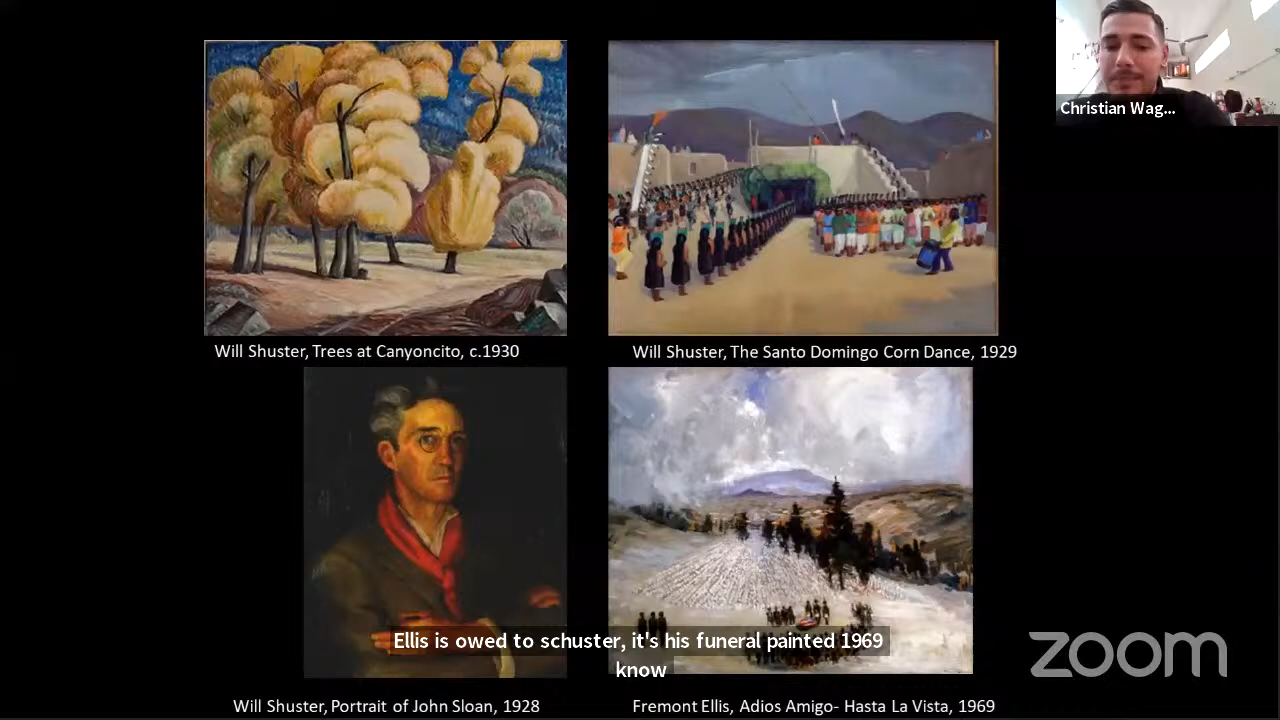 Christian Wag...
Will Shuster, Trees at Canyoncito, c.1930
Will Shuster, The Santo Domingo Corn Dance, 1929
Ellis is owed to schuster, it's his funeral painted 1969
know
zoom
Will Shuster, Portrait of John Sloan, 1928
Fremont Ellis, Adios Amigo- Hasta La Vista, 1969